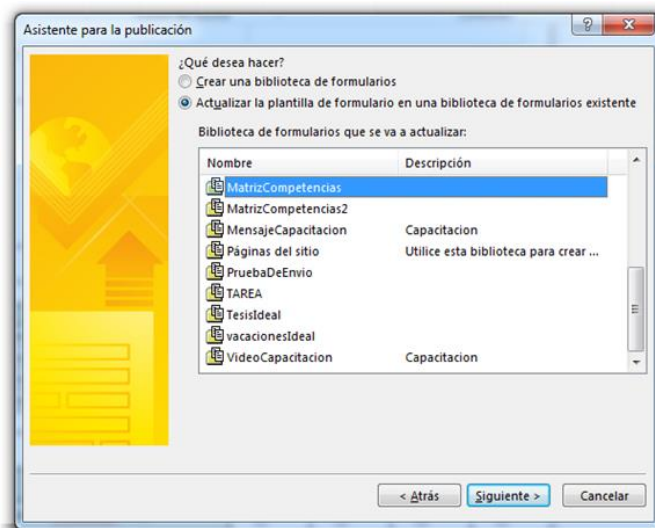 Asistente para la publicación
¿Qué desea hacer?
Crear una biblioteca de formularios
Actualizar la plantilla de formulario en una biblioteca de formularios existente
Biblioteca de formularios que se va a actualizar:
Nombre Descripción
MatrizCompetencias
MatrizCompetencias2
MensajeCapacitacion Capacitacion
Páginas del sitio Utilice esta biblioteca para crear ...
PruebaDeEnvio
TAREA
TesisIdeal
vacacionesIdeal
VideoCapacitacion Capacitacion
< Atrás Siguiente > Cancelar